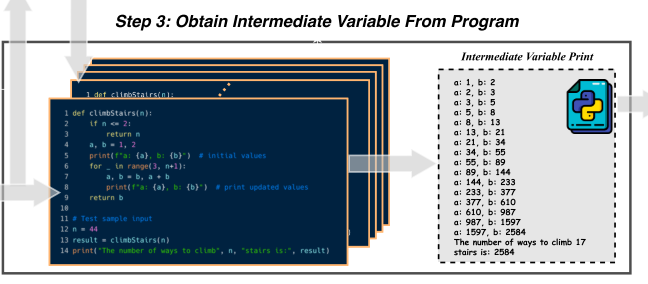 Step 3: Obtain Intermediate Variable From Program
1 def climbStairs(n):
1 def climbStairs(n):
2     if n <= 2:
3         return n
4     a, b = 1, 2
5     print(f"a: {a}, b: {b}")  # initial values
6     for _ in range(3, n+1):
7         a, b = b, a + b
8         print(f"a: {a}, b: {b}")  # print updated values
9     return b
10
11 # Test sample input
12 n = 44
13 result = climbStairs(n)
14 print("The number of ways to climb", n, "stairs is:", result)
)
Intermediate Variable Print
a: 1, b: 2
a: 2, b: 3
a: 3, b: 5
a: 5, b: 8
a: 8, b: 13
a: 13, b: 21
a: 21, b: 34
a: 34, b: 55
a: 55, b: 89
a: 89, b: 144
a: 144, b: 233
a: 233, b: 377
a: 377, b: 610
a: 610, b: 987
a: 987, b: 1597
a: 1597, b: 2584
The number of ways to climb 17
stairs is: 2584